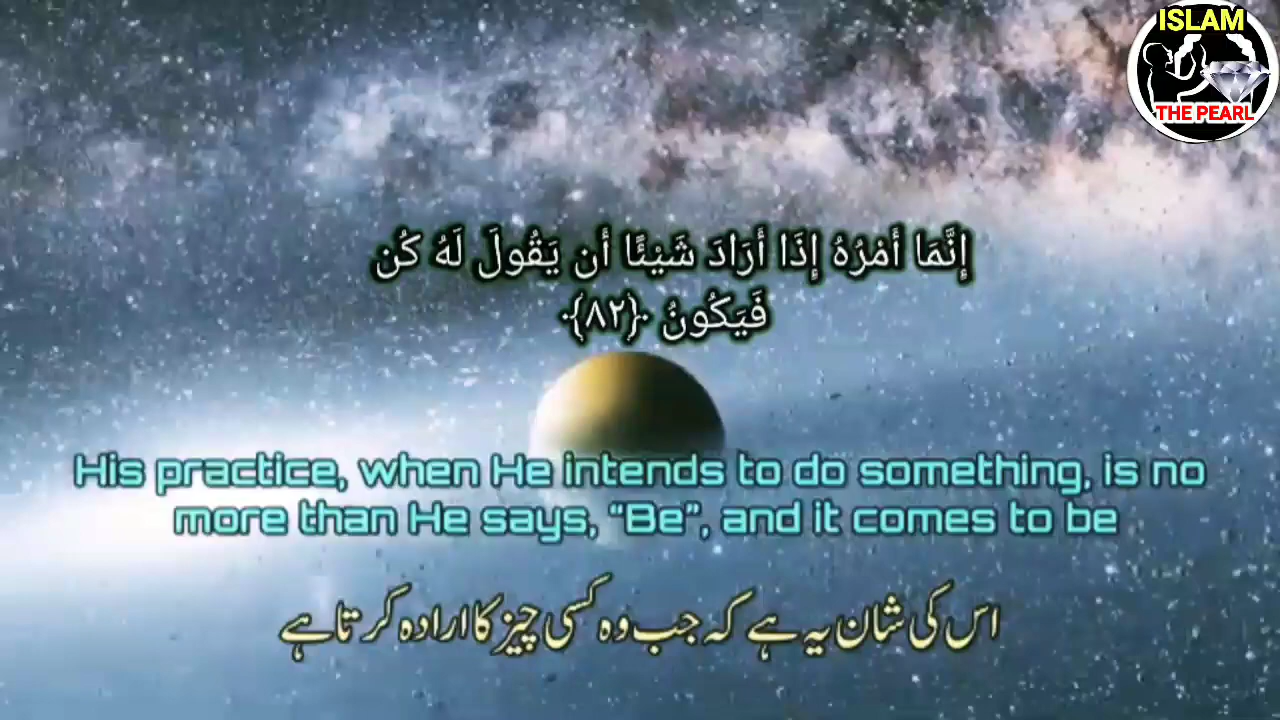 ISLAM
THE PEARL
إِنَّمَا أَمْرُهُ إِذَا أَرَادَ شَيْئًا أَن يَقُولَ لَهُ كُن
فَيَكُونُ ﴿٨٢﴾
His practice, when He intends to do something, is no
more than He says, “Be”, and it comes to be
اس کی شان یہ ہے کہ جب وہ کسی چیز کا ارادہ کرتا ہے